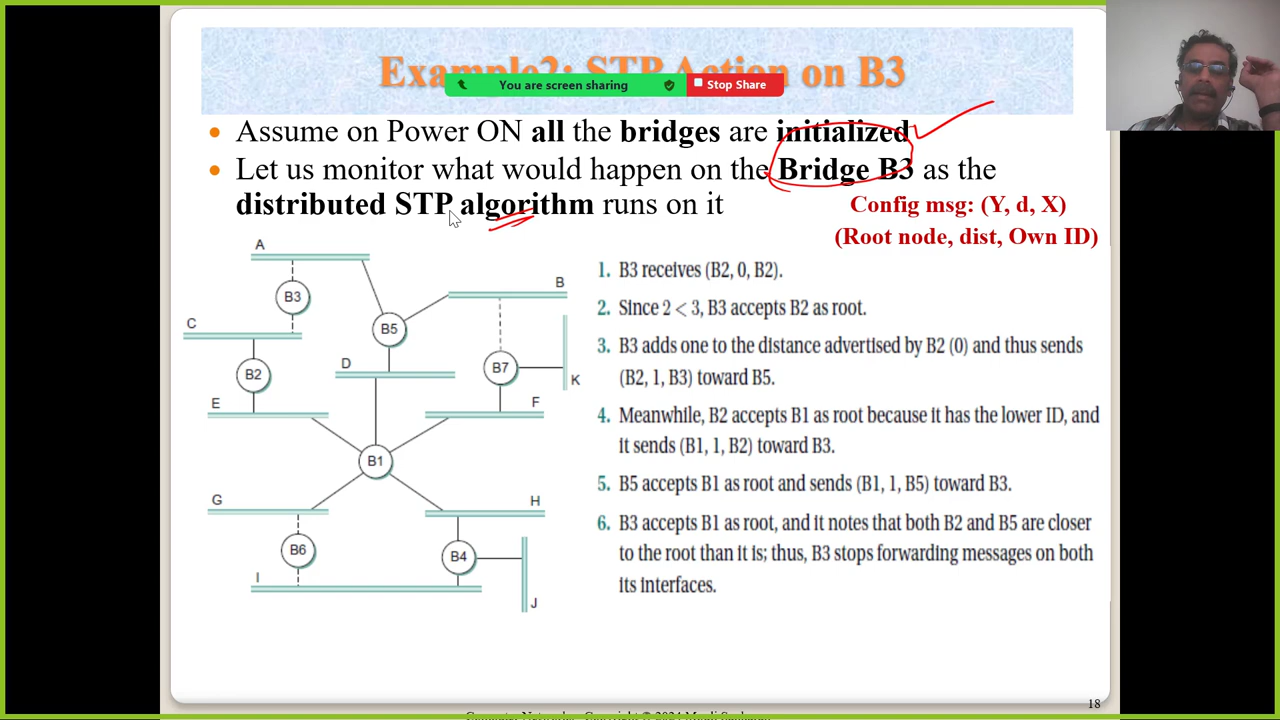 Example2: STP Action on B3
You are screen sharing
Stop Share
Assume on Power ON all the bridges are initialized
Let us monitor what would happen on the Bridge B3 as the
distributed STP algorithm runs on it
Config msg: (Y, d, X)
(Root node, dist, Own ID)
A
B3
B
C
B5
D
B7
B2
K
E
F
B1
G
H
B6
B4
I
J
1. B3 receives (B2, 0, B2).
2. Since 2 < 3, B3 accepts B2 as root.
3. B3 adds one to the distance advertised by B2 (0) and thus sends
(B2, 1, B3) toward B5.
4. Meanwhile, B2 accepts B1 as root because it has the lower ID, and
it sends (B1, 1, B2) toward B3.
5. B5 accepts B1 as root and sends (B1, 1, B5) toward B3.
6. B3 accepts B1 as root, and it notes that both B2 and B5 are closer
to the root than it is; thus, B3 stops forwarding messages on both
its interfaces.
18